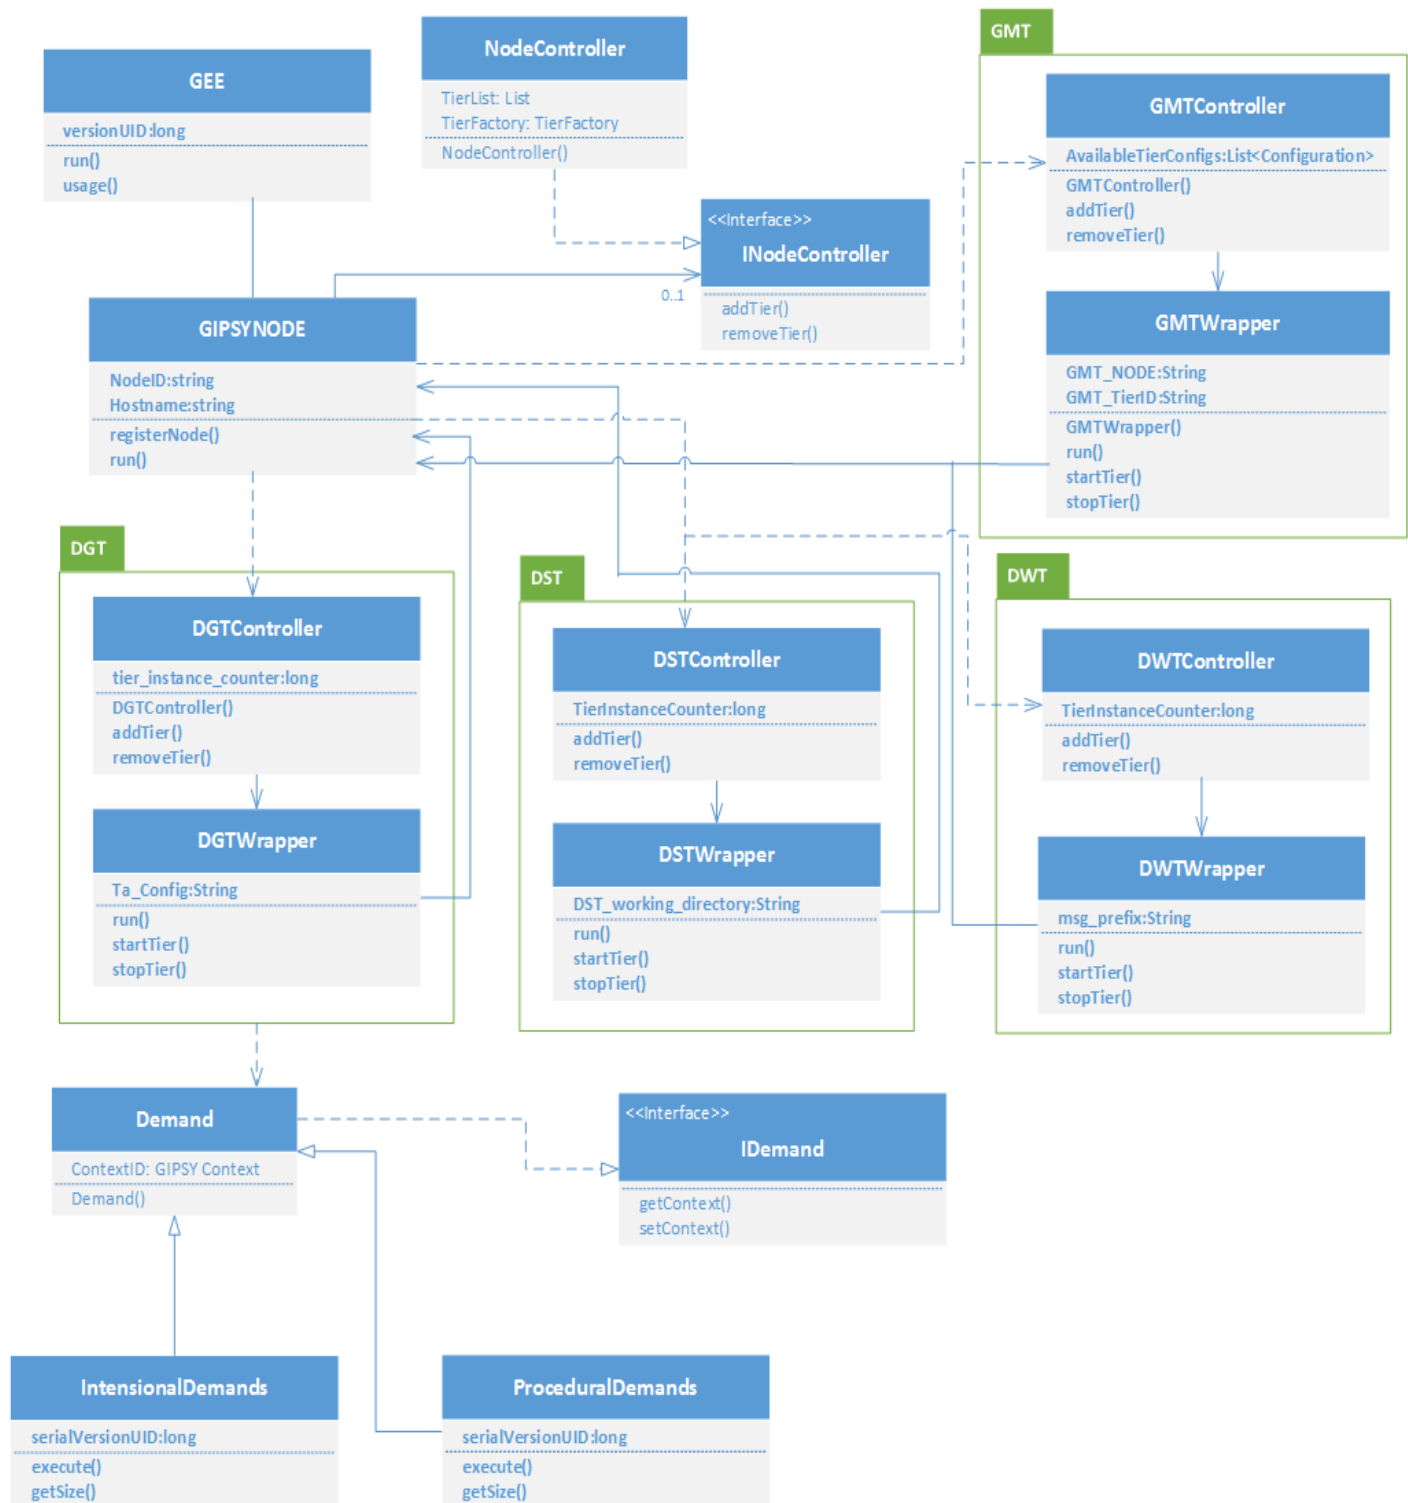 GEE
versionUID:long
run()
usage()
NodeController
TierList: List
TierFactory: TierFactory
NodeController()
<<Interface>>
INodeController
addTier()
removeTier()
0..1
GMT
GMTController
AvailableTierConfigs:List<Configuration>
GMTController()
addTier()
removeTier()
GMTWrapper
GMT_NODE:String
GMT_TierID:String
GMTWrapper()
run()
startTier()
stopTier()
GIPSYNODE
NodeID:string
Hostname:string
registerNode()
run()
DGT
DGTController
tier_instance_counter:long
DGTController()
addTier()
removeTier()
DGTWrapper
Ta_Config:String
run()
startTier()
stopTier()
DST
DSTController
TierInstanceCounter:long
addTier()
removeTier()
DSTWrapper
DST_working_directory:String
run()
startTier()
stopTier()
DWT
DWTController
TierInstanceCounter:long
addTier()
removeTier()
DWTWrapper
msg_prefix:String
run()
startTier()
stopTier()
Demand
ContextID: GIPSY Context
Demand()
<<Interface>>
IDemand
getContext()
setContext()
IntensionalDemands
serialVersionUID:long
execute()
getSize()
ProceduralDemands
serialVersionUID:long
execute()
getSize()